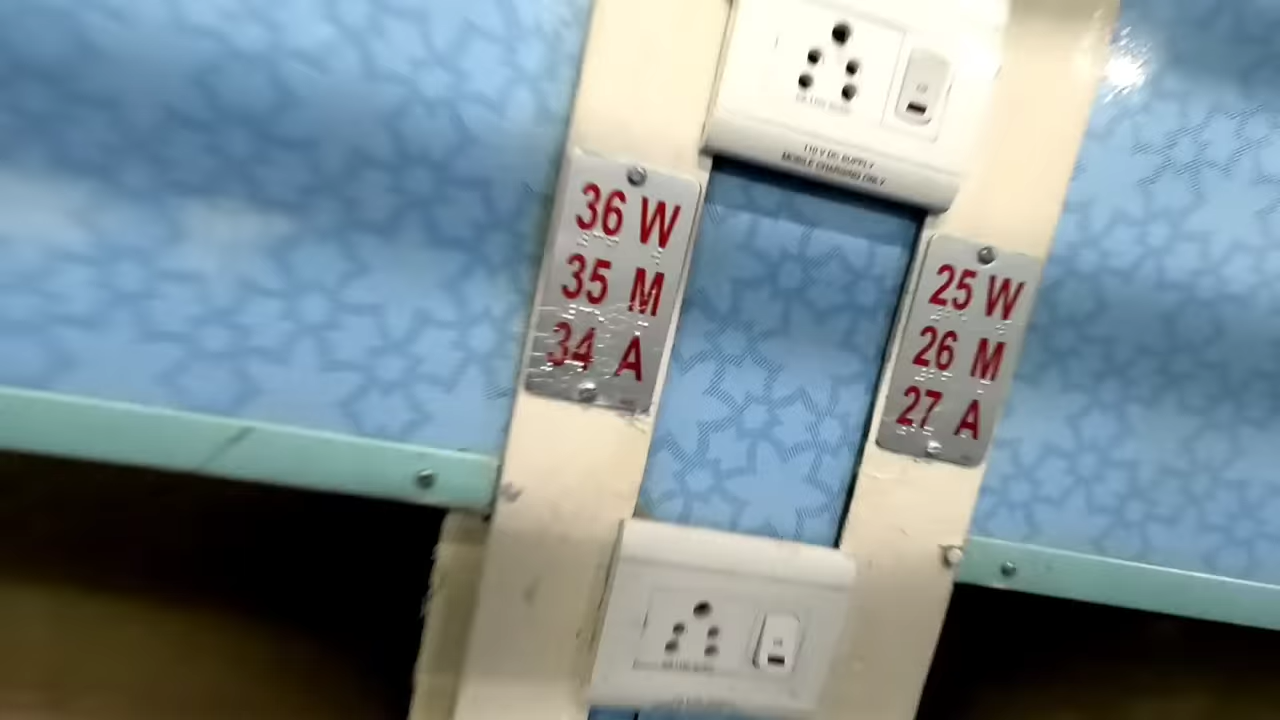 110 V DC SUPPLY
MOBILE CHARGING ONLY
36 W
35 M
34 A
25 W
26 M
27 A